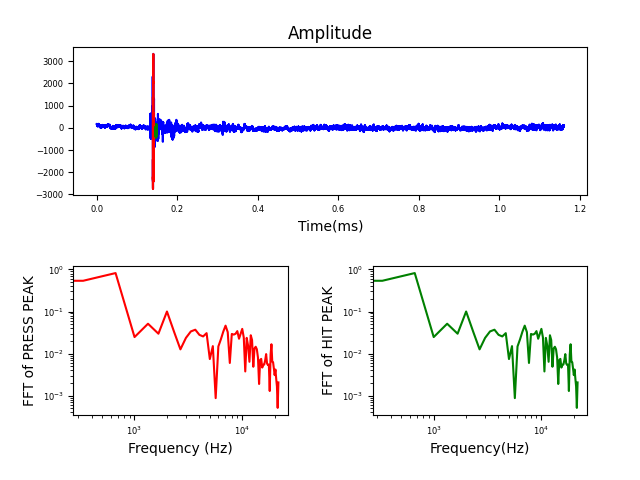 Amplitude
3000
2000
1000
0
−1000
−2000
−3000
0.0 0.2 0.4 0.6 0.8 1.0 1.2
Time(ms)
FFT of PRESS PEAK
10⁰
10⁻¹
10⁻²
10⁻³
10³ 10⁴
Frequency (Hz)
FFT of HIT PEAK
10⁰
10⁻¹
10⁻²
10⁻³
10³ 10⁴
Frequency(Hz)